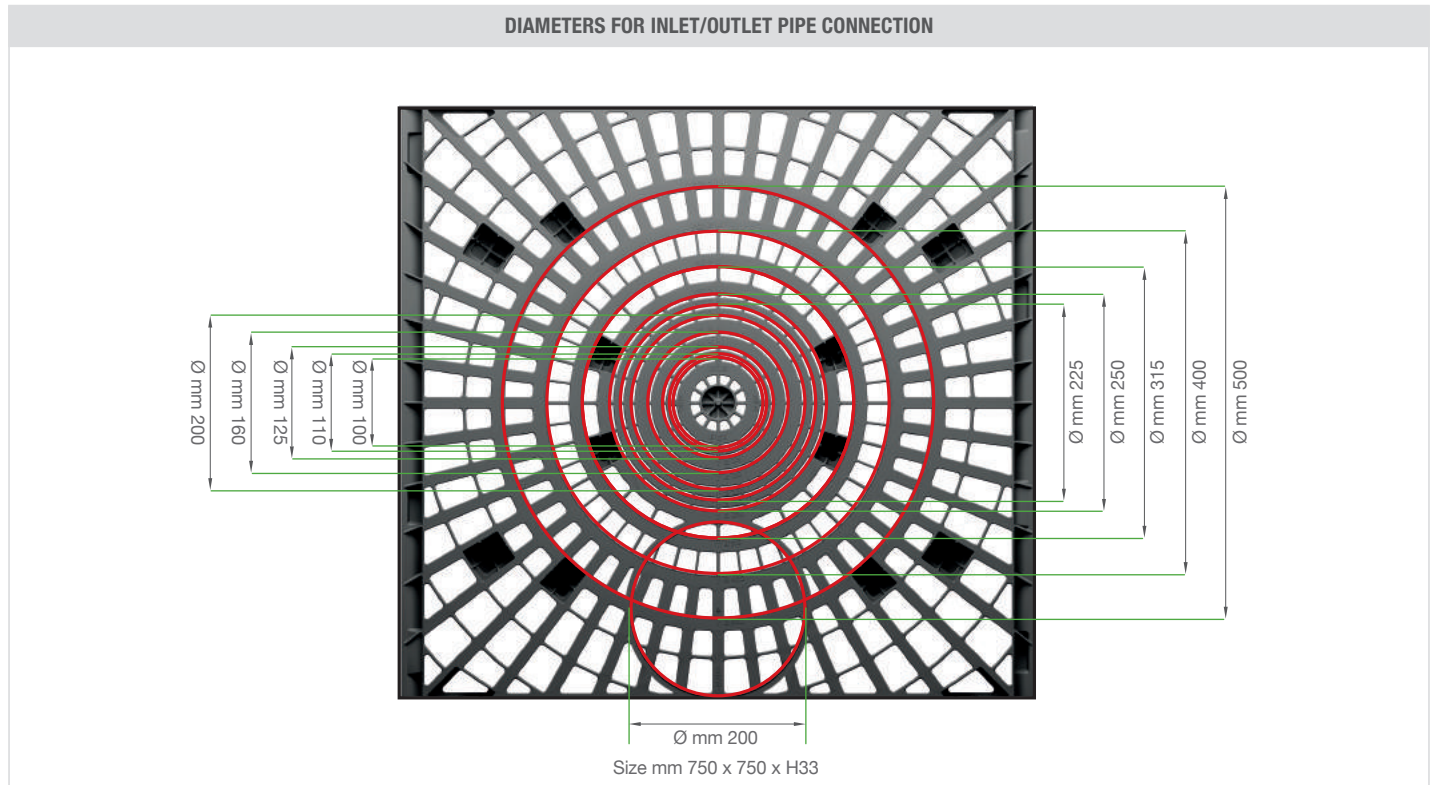 DIAMETERS FOR INLET/OUTLET PIPE CONNECTION
Ø mm 200
Ø mm 160
Ø mm 125
Ø mm 110
Ø mm 100
Ø mm 225
Ø mm 250
Ø mm 315
Ø mm 400
Ø mm 500
Ø mm 200
Size mm 750 x 750 x H33